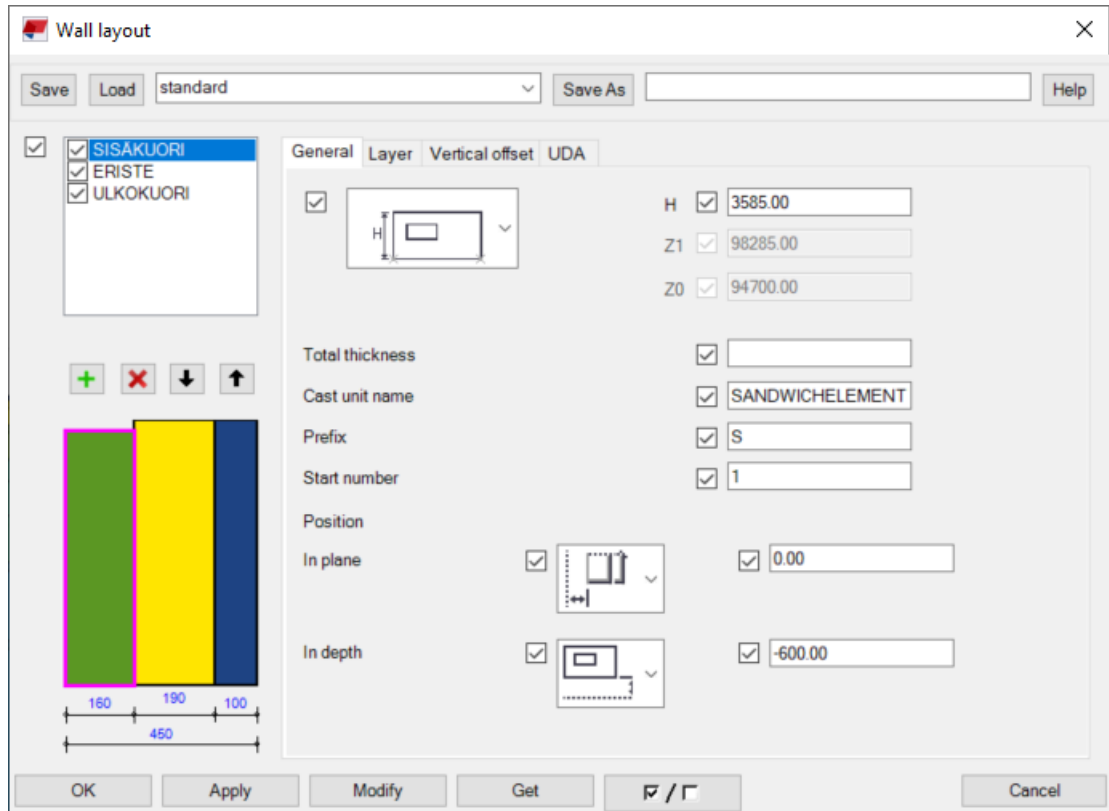 Wall layout
Save Load standard Save As Help
SISÄKUORI
ERISTE
ULKOKUORI
General Layer Vertical offset UDA
H
H 3585.00
Z1 98285.00
Z0 94700.00
Total thickness
Cast unit name SANDWICHELEMENT
Prefix S
Start number 1
Position
In plane 0.00
In depth -600.00
160 190 100
450
OK Apply Modify Get / Cancel